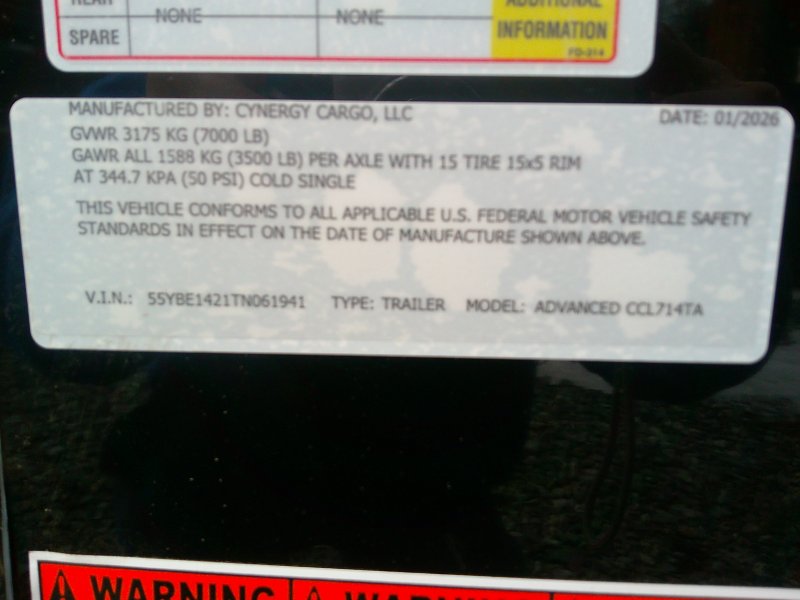 REAR NONE NONE ADDITIONAL
SPARE INFORMATION
MANUFACTURED BY: CYNERGY CARGO, LLC DATE: 01/2026
GVWR 3175 KG (7000 LB)
GAWR ALL 1588 KG (3500 LB) PER AXLE WITH 15 TIRE 15x5 RIM
AT 344.7 KPA (50 PSI) COLD SINGLE
THIS VEHICLE CONFORMS TO ALL APPLICABLE U.S. FEDERAL MOTOR VEHICLE SAFETY
STANDARDS IN EFFECT ON THE DATE OF MANUFACTURE SHOWN ABOVE.
V.I.N.: 55YBE1421TN061941 TYPE: TRAILER MODEL: ADVANCED CCL714TA
WARNING WARNING